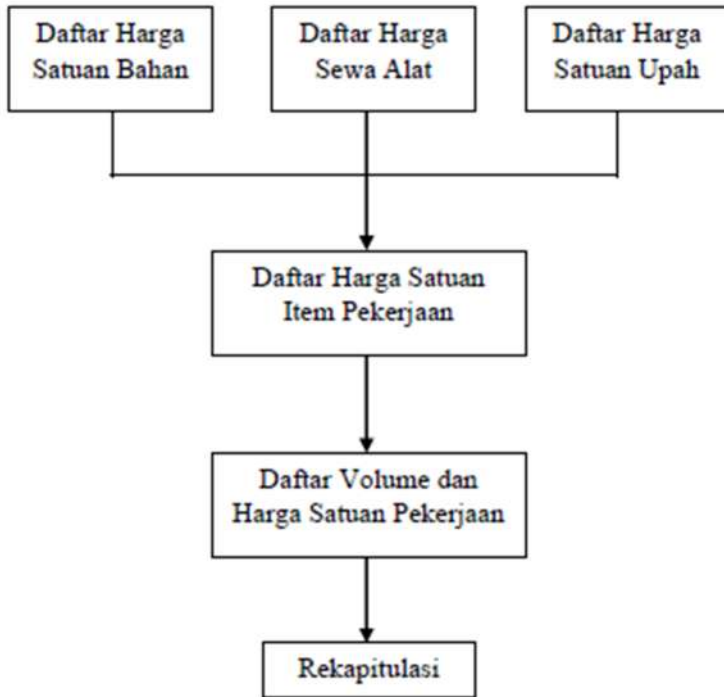 Daftar Harga
Satuan Bahan
Daftar Harga
Sewa Alat
Daftar Harga
Satuan Upah
Daftar Harga Satuan
Item Pekerjaan
Daftar Volume dan
Harga Satuan Pekerjaan
Rekapitulasi